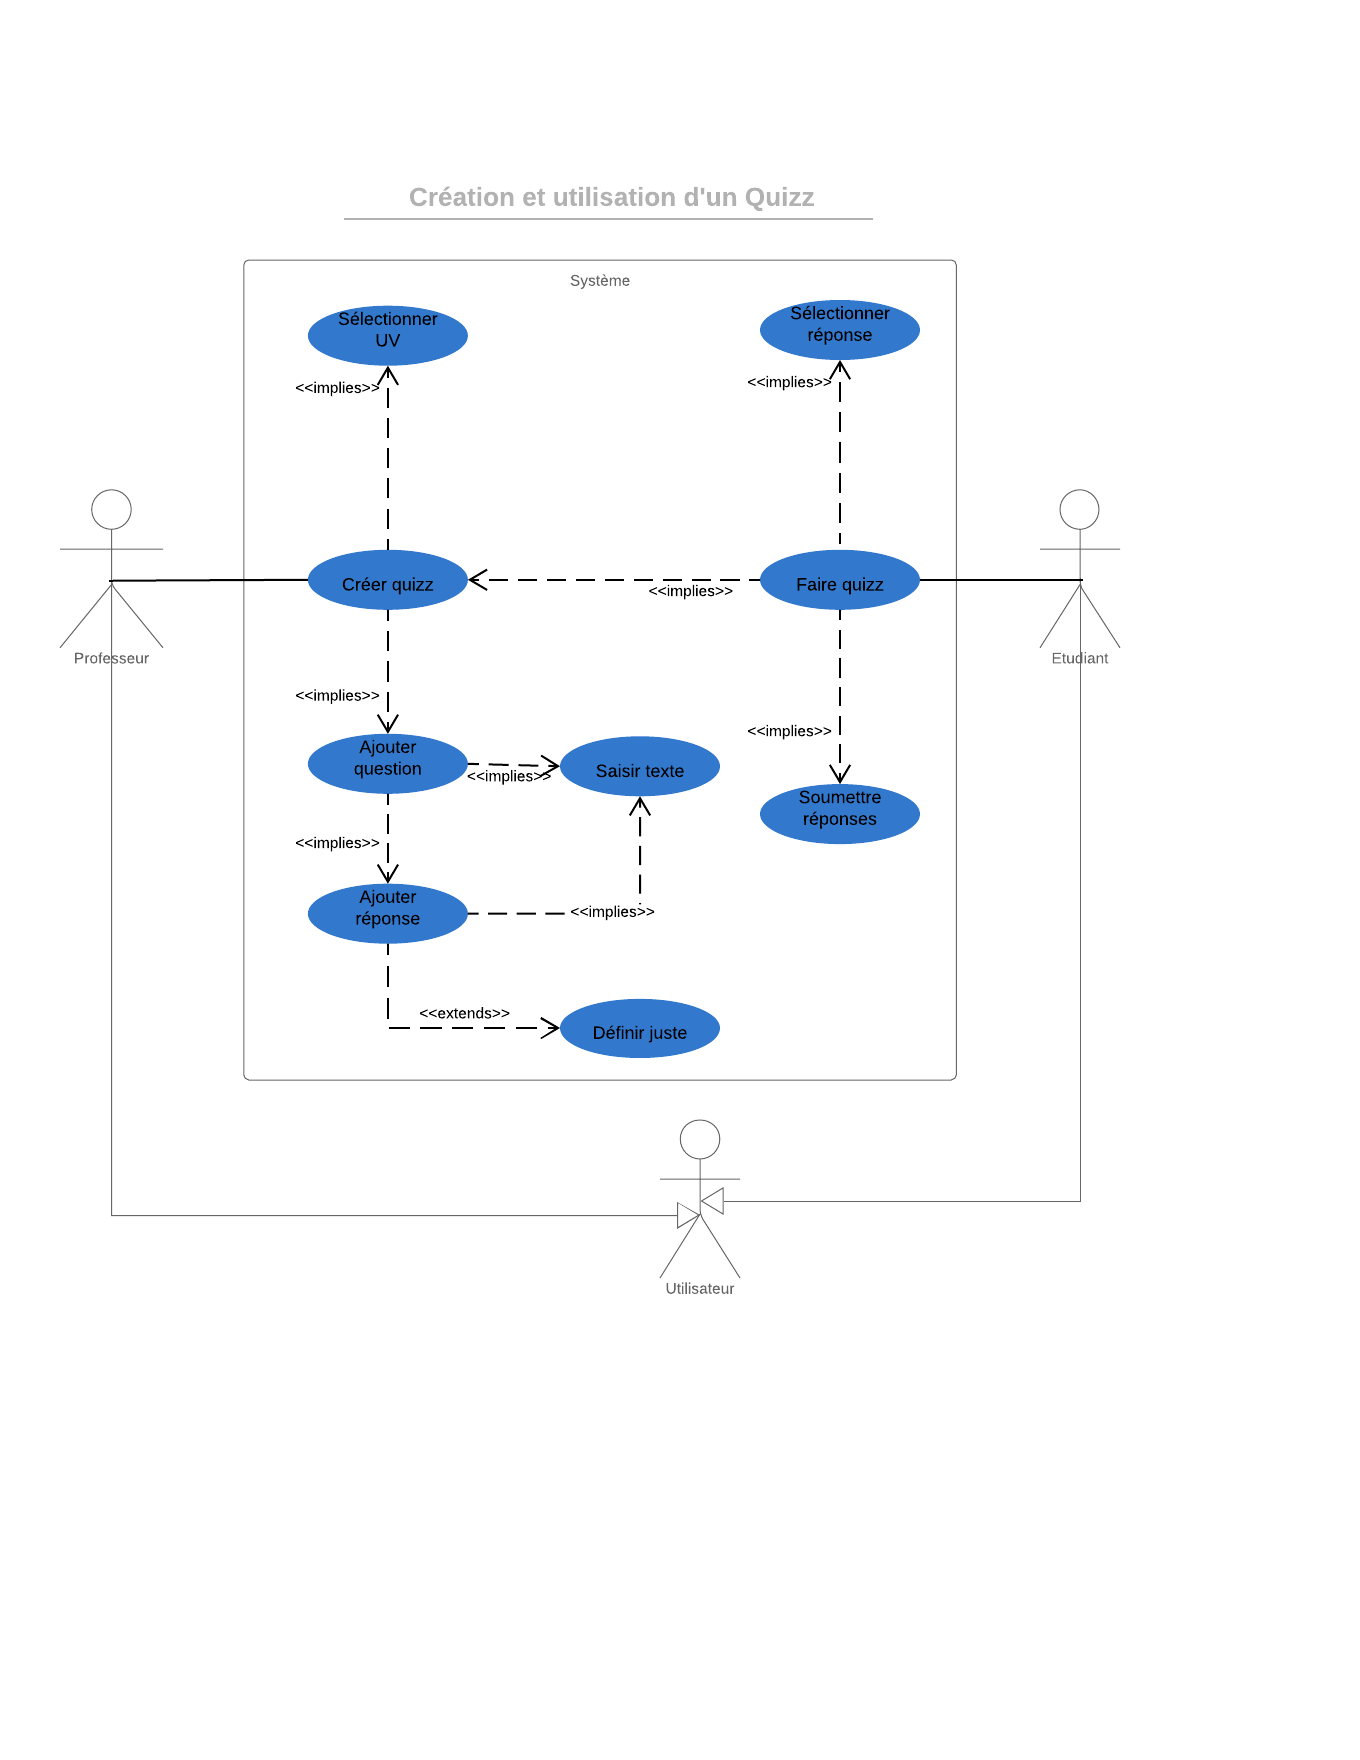 Création et utilisation d'un Quizz
Système
Sélectionner
UV
Sélectionner
réponse
<<implies>>
<<implies>>
Créer quizz
Faire quizz
<<implies>>
Professeur
Etudiant
<<implies>>
<<implies>>
Ajouter
question
<<implies>>
Saisir texte
Soumettre
réponses
<<implies>>
Ajouter
réponse
<<implies>>
<<extends>>
Définir juste
Utilisateur